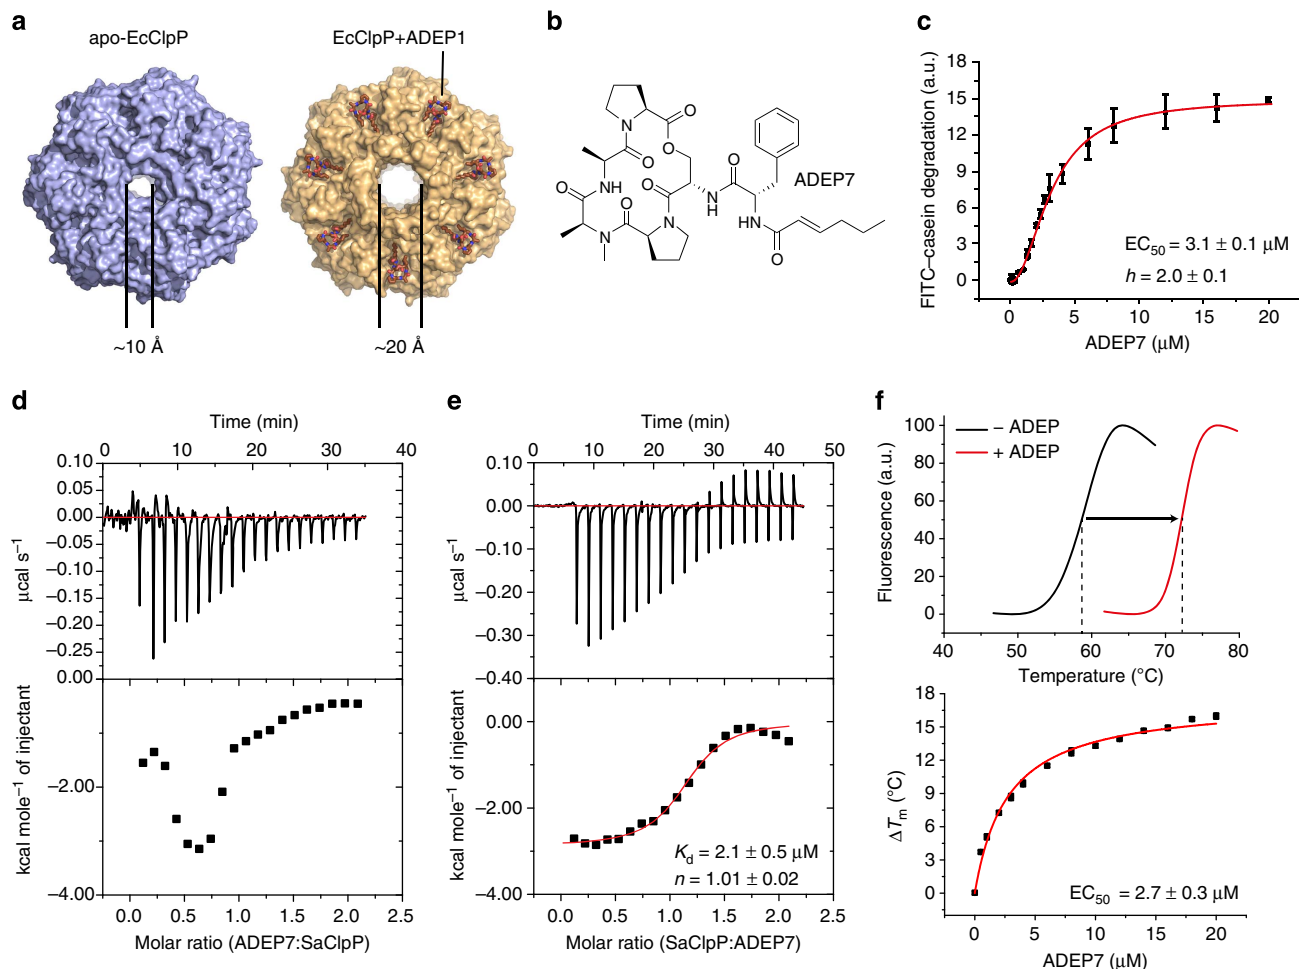 a
apo-EcClpP
EcClpP+ADEP1
~10 Å
~20 Å
b
O
O
N
O
O
N
NH
O
O
O
N
H
O
NH
O
N
N
O
ADEP7
c
FITC–casein degradation (a.u.)
18
15
12
9
6
3
0
EC50 = 3.1 ± 0.1 μM
h = 2.0 ± 0.1
0 5 10 15 20
ADEP7 (μM)
d
Time (min)
0 10 20 30 40
0.10
0.05
0.00
−0.05
−0.10
−0.15
−0.20
−0.25
0.00
μcal s−1
−2.00
−4.00
kcal mole−1 of injectant
0.0 0.5 1.0 1.5 2.0 2.5
Molar ratio (ADEP7:SaClpP)
e
Time (min)
0 10 20 30 40 50
0.10
0.00
−0.10
−0.20
−0.30
−0.40
μcal s−1
0.00
−2.00
−4.00
kcal mole−1 of injectant
Kd = 2.1 ± 0.5 μM
n = 1.01 ± 0.02
0.0 0.5 1.0 1.5 2.0 2.5
Molar ratio (SaClpP:ADEP7)
f
− ADEP
+ ADEP
Fluorescence (a.u.)
100
80
60
40
20
0
40 50 60 70 80
Temperature (°C)
ΔTm (°C)
18
15
12
9
6
3
0
EC50 = 2.7 ± 0.3 μM
0 5 10 15 20
ADEP7 (μM)